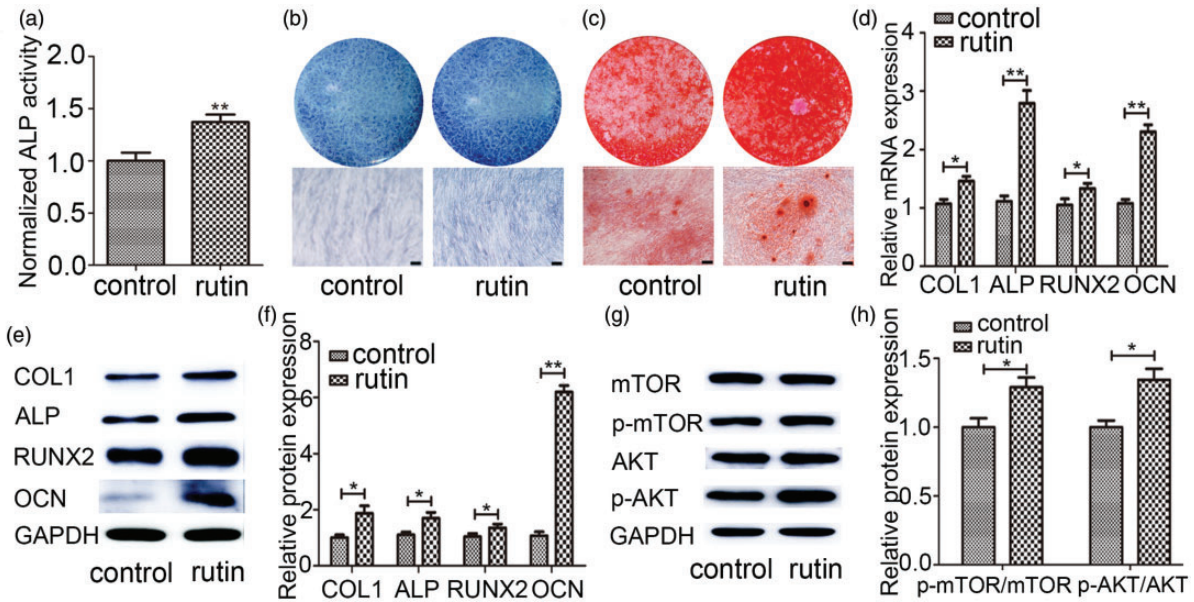 (a)
Normalized ALP activity
2.0
1.5
1.0
0.5
0.0
**
control
rutin
(b)
control
rutin
(c)
control
rutin
(d)
control
rutin
Relative mRNA expression
4
3
2
1
0
*
**
*
**
COL1
ALP
RUNX2
OCN
(e)
COL1
ALP
RUNX2
OCN
GAPDH
control
rutin
(f)
control
rutin
Relative protein expression
8
6
4
2
0
*
*
*
**
COL1
ALP
RUNX2
OCN
(g)
mTOR
p-mTOR
AKT
p-AKT
GAPDH
control
rutin
(h)
control
rutin
Relative protein expression
1.5
1.0
0.5
0.0
*
*
p-mTOR/mTOR
p-AKT/AKT